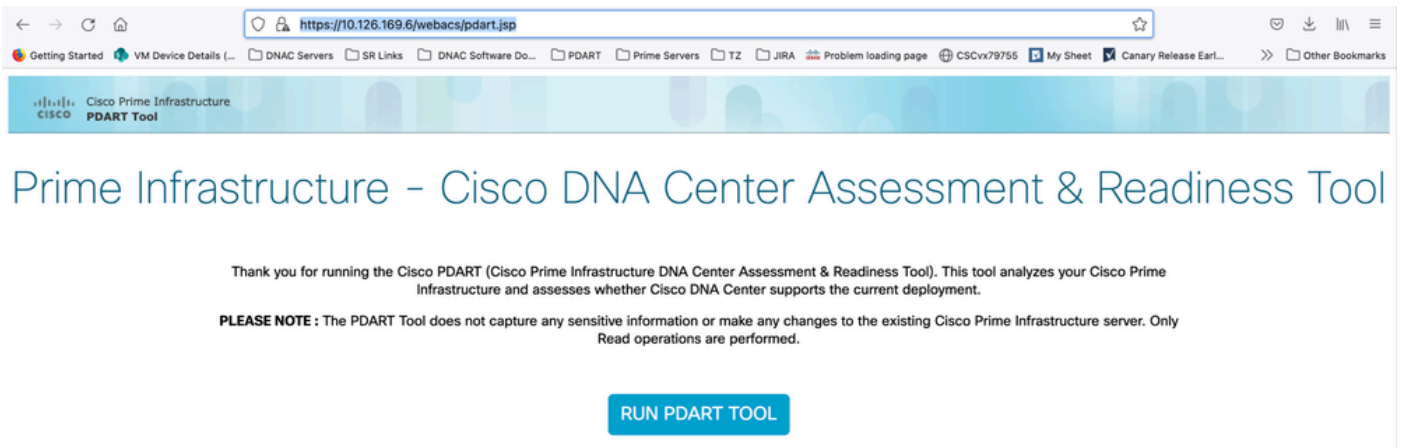 https://10.126.169.6/webacs/pdart.jsp
Getting Started VM Device Details (... DNAC Servers SR Links DNAC Software Do... PDART Prime Servers TZ JIRA Problem loading page CSCvx79755 My Sheet Canary Release Earl... Other Bookmarks
CISCO Cisco Prime Infrastructure
PDART Tool
Prime Infrastructure - Cisco DNA Center Assessment & Readiness Tool
Thank you for running the Cisco PDART (Cisco Prime Infrastructure DNA Center Assessment & Readiness Tool). This tool analyzes your Cisco Prime
Infrastructure and assesses whether Cisco DNA Center supports the current deployment.
PLEASE NOTE : The PDART Tool does not capture any sensitive information or make any changes to the existing Cisco Prime Infrastructure server. Only
Read operations are performed.
RUN PDART TOOL